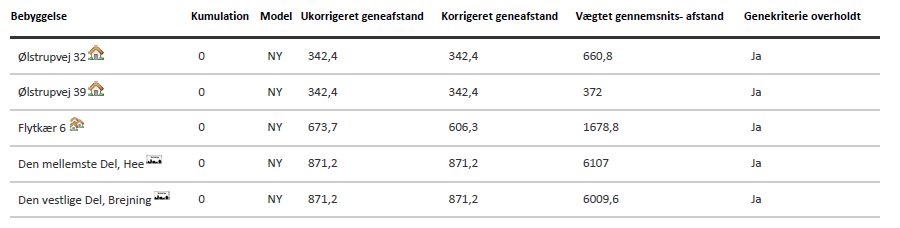 Bebyggelse Kumulation Model Ukorrigeret geneafstand Korrigeret geneafstand Vægtet gennemsnits- afstand Genekriterie overholdt
Ølstrupvej 32 0 NY 342,4 342,4 660,8 Ja
Ølstrupvej 39 0 NY 342,4 342,4 372 Ja
Flytkær 6 0 NY 673,7 606,3 1678,8 Ja
Den mellemste Del, Hee 0 NY 871,2 871,2 6107 Ja
Den vestlige Del, Brejning 0 NY 871,2 871,2 6009,6 Ja